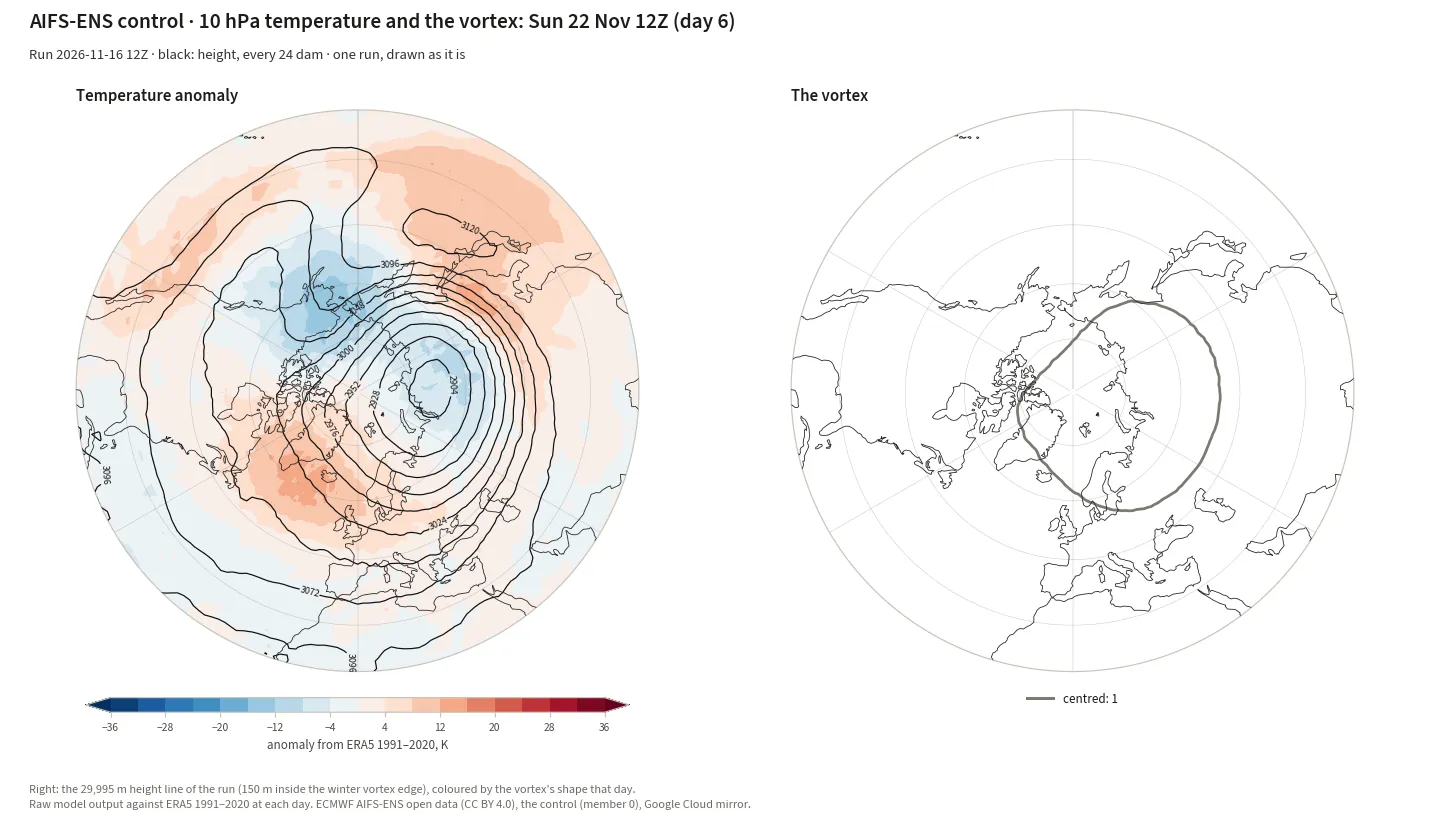 AIFS-ENS control · 10 hPa temperature and the vortex: Sun 22 Nov 12Z (day 6)
Run 2026-11-16 12Z · black: height, every 24 dam · one run, drawn as it is
Temperature anomaly
The vortex
3120
3096
3048
3000
2952
2904
2928
2976
3096
3024
3072
3096
−36 −28 −20 −12 −4 4 12 20 28 36
anomaly from ERA5 1991–2020, K
centred: 1
Right: the 29,995 m height line of the run (150 m inside the winter vortex edge), coloured by the vortex's shape that day.
Raw model output against ERA5 1991–2020 at each day. ECMWF AIFS-ENS open data (CC BY 4.0), the control (member 0), Google Cloud mirror.